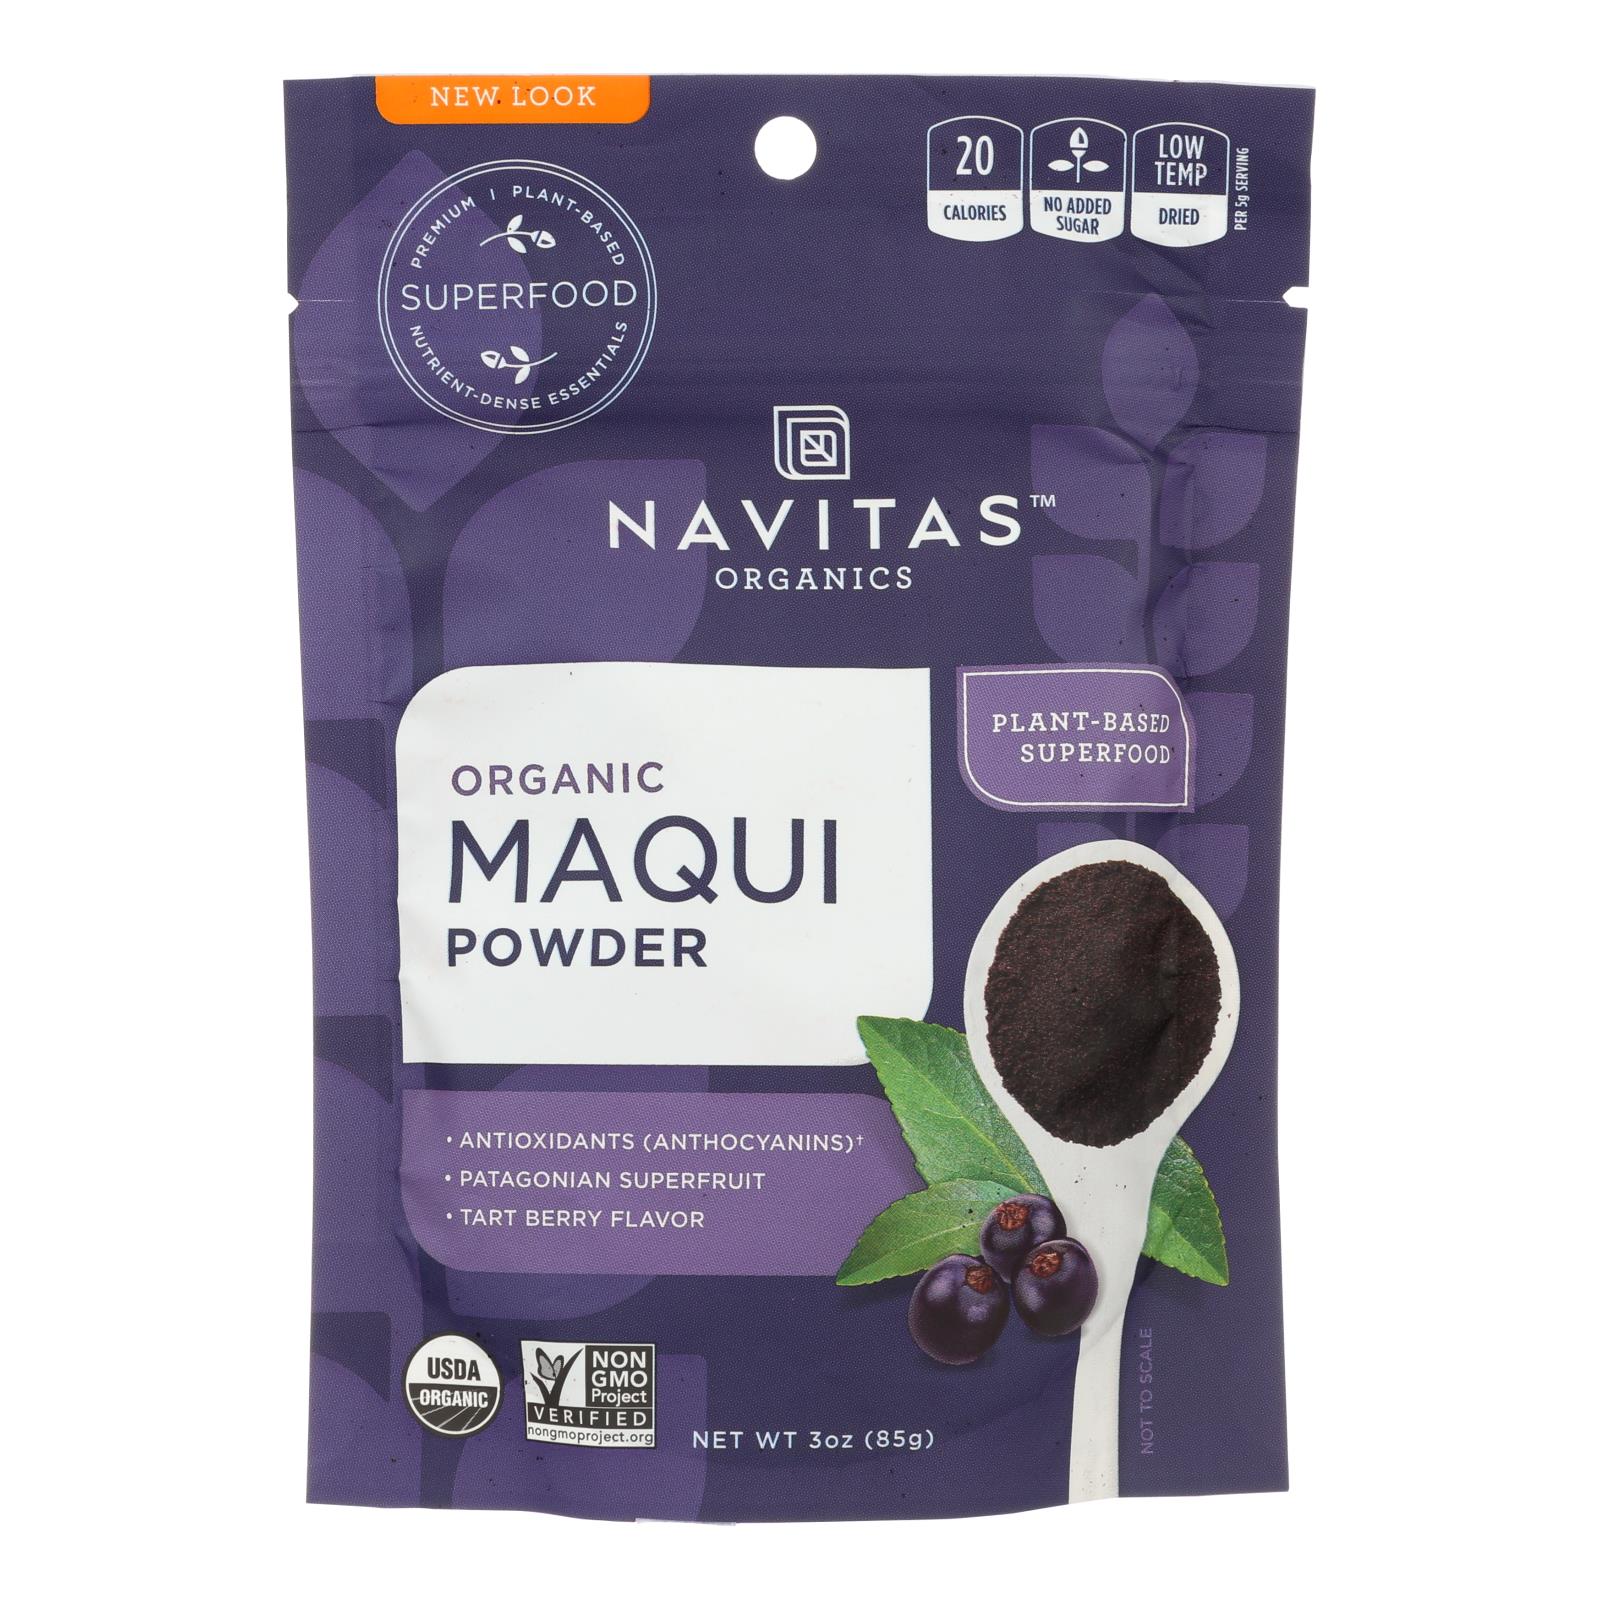 NEW LOOK
PREMIUM | PLANT-BASED
SUPERFOOD
NUTRIENT-DENSE ESSENTIALS
20
CALORIES
NO ADDED
SUGAR
LOW
TEMP
DRIED
PER 5g SERVING
NAVITAS™
ORGANICS
PLANT-BASED
SUPERFOOD
ORGANIC
MAQUI
POWDER
• ANTIOXIDANTS (ANTHOCYANINS)†
• PATAGONIAN SUPERFRUIT
• TART BERRY FLAVOR
USDA
ORGANIC
NON
GMO
Project
VERIFIED
nongmoproject.org
NET WT 3oz (85g)
NOT TO SCALE